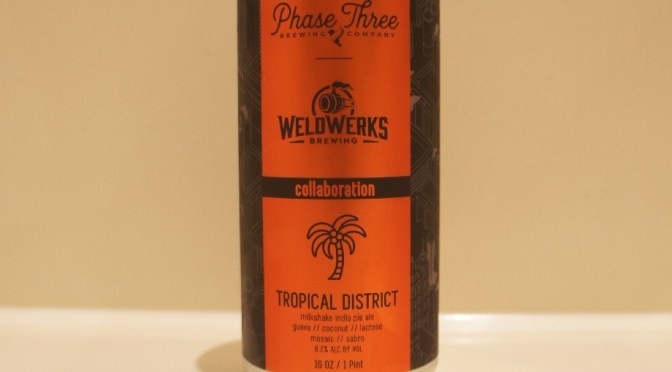 Phase Three
BREWING COMPANY
WELDWERKS
BREWING
collaboration
TROPICAL DISTRICT
milkshake india ple ale
guava // coconut // lactose
mosaic // sabro
8.2% ALC BY VOL
16 OZ / 1 Pint